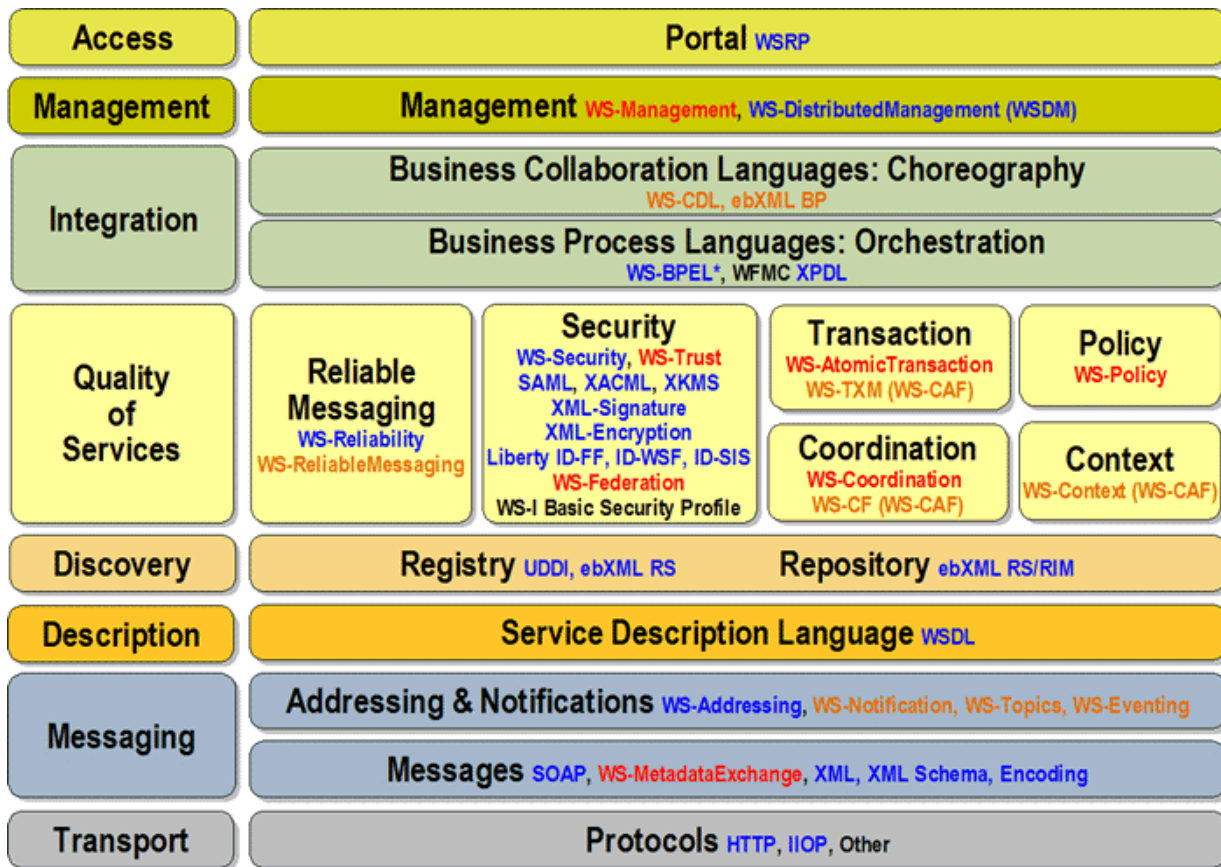 Access
Portal WSRP
Management
Management WS-Management, WS-DistributedManagement (WSDM)
Integration
Business Collaboration Languages: Choreography
WS-CDL, ebXML BP
Business Process Languages: Orchestration
WS-BPEL*, WFMC XPDL
Quality
of
Services
Reliable
Messaging
WS-Reliability
WS-ReliableMessaging
Security
WS-Security, WS-Trust
SAML, XACML, XKMS
XML-Signature
XML-Encryption
Liberty ID-FF, ID-WSF, ID-SIS
WS-Federation
WS-I Basic Security Profile
Transaction
WS-AtomicTransaction
WS-TXM (WS-CAF)
Policy
WS-Policy
Coordination
WS-Coordination
WS-CF (WS-CAF)
Context
WS-Context (WS-CAF)
Discovery
Registry UDDI, ebXML RS
Repository ebXML RS/RIM
Description
Service Description Language WSDL
Messaging
Addressing & Notifications WS-Addressing, WS-Notification, WS-Topics, WS-Eventing
Messages SOAP, WS-MetadataExchange, XML, XML Schema, Encoding
Transport
Protocols HTTP, IIOP, Other